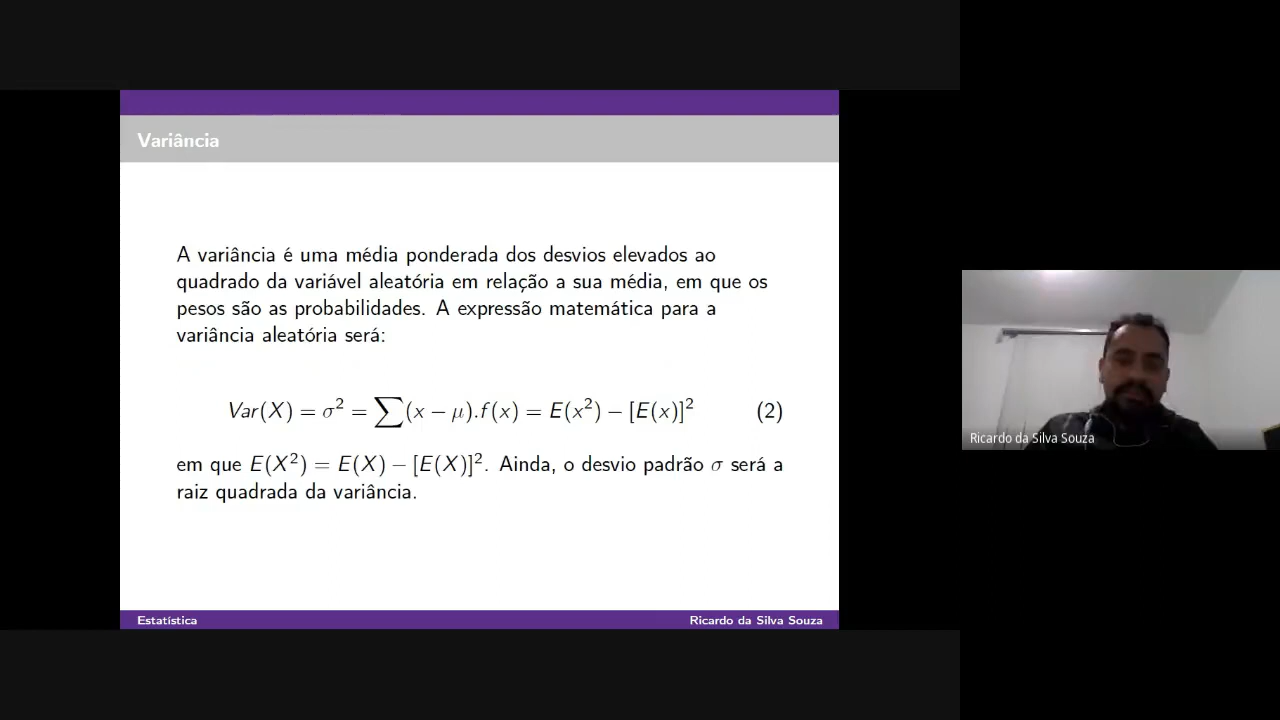 Variância
A variância é uma média ponderada dos desvios elevados ao
quadrado da variável aleatória em relação a sua média, em que os
pesos são as probabilidades. A expressão matemática para a
variância aleatória será:
Var(X) = σ² = ∑(x − μ).f(x) = E(x²) − [E(x)]² (2)
em que E(X²) = E(X) − [E(X)]². Ainda, o desvio padrão σ será a
raiz quadrada da variância.
Estatística
Ricardo da Silva Souza
Ricardo da Silva Souza